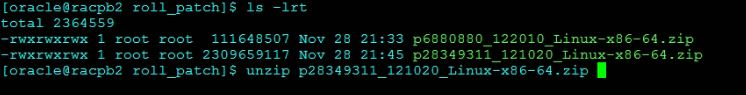 [oracle@racpb2 roll_patch]$ ls -lrt
total 2364559
-rwxrwxrwx 1 root root  111648507 Nov 28 21:33 p6880880_122010_Linux-x86-64.zip
-rwxrwxrwx 1 root root 2309659117 Nov 28 21:45 p28349311_121020_Linux-x86-64.zip
[oracle@racpb2 roll_patch]$ unzip p28349311_121020_Linux-x86-64.zip